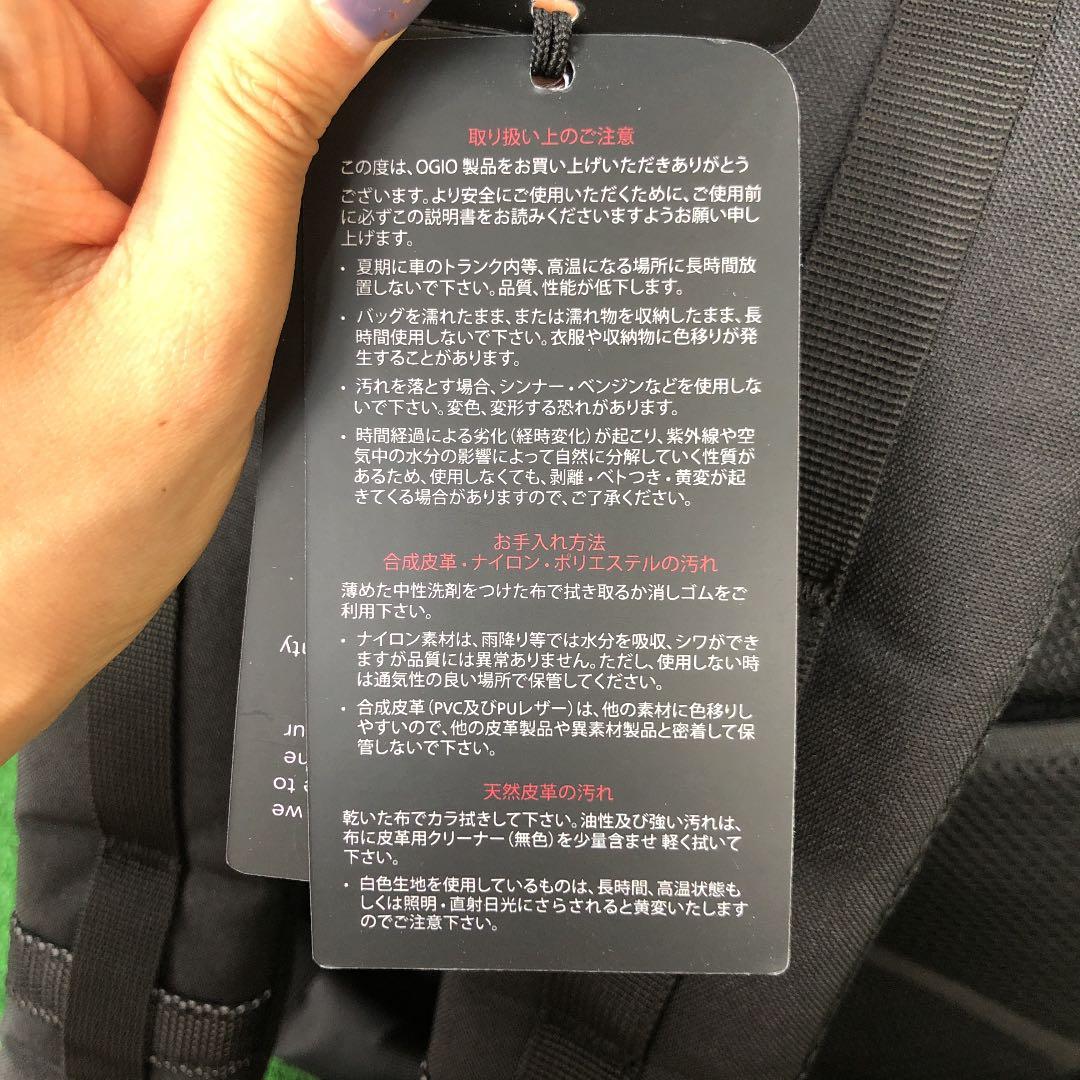 取り扱い上のご注意
この度は、OGIO 製品をお買い上げいただきありがとう
ございます。より安全にご使用いただくために、ご使用前
に必ずこの説明書をお読みくださいますようお願い申し
上げます。
・夏期に車のトランク内等、高温になる場所に長時間放
置しないで下さい。品質、性能が低下します。
・バッグを濡れたまま、または濡れ物を収納したまま、長
時間使用しないで下さい。衣服や収納物に色移りが発
生することがあります。
・汚れを落とす場合、シンナー・ベンジンなどを使用しな
いで下さい。変色、変形する恐れがあります。
・時間経過による劣化（経時変化）が起こり、紫外線や空
気中の水分の影響によって自然に分解していく性質が
あるため、使用しなくても、剥離・ベトつき・黄変が起
きてくる場合がありますので、ご了承ください。
お手入れ方法
合成皮革・ナイロン・ポリエステルの汚れ
薄めた中性洗剤をつけた布で拭き取るか消しゴムをご
利用下さい。
・ナイロン素材は、雨降り等では水分を吸収、シワができ
ますが品質には異常ありません。ただし、使用しない時
は通気性の良い場所で保管してください。
・合成皮革（PVC及びPUレザー）は、他の素材に色移りし
やすいので、他の皮革製品や異素材製品と密着して保
管しないで下さい。
天然皮革の汚れ
乾いた布でカラ拭きして下さい。油性及び強い汚れは、
布に皮革用クリーナー（無色）を少量含ませ 軽く拭いて
下さい。
・白色生地を使用しているものは、長時間、高温状態も
しくは照明・直射日光にさらされると黄変いたします
のでご注意下さい。
we
to